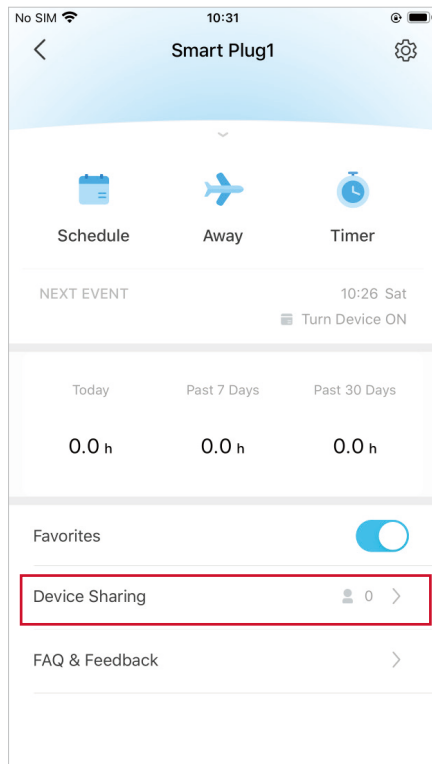 No SIM 10:31
Smart Plug1
Schedule Away Timer
NEXT EVENT 10:26 Sat
Turn Device ON
Today Past 7 Days Past 30 Days
0.0 h 0.0 h 0.0 h
Favorites
Device Sharing 0
FAQ & Feedback